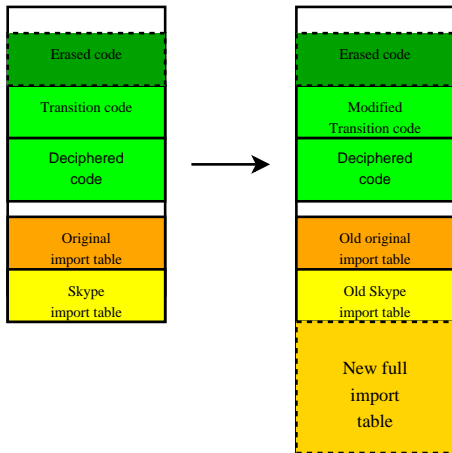 Erased code
Transition code
Deciphered
code
Original
import table
Skype
import table
Erased code
Modified
Transition code
Deciphered
code
Old original
import table
Old Skype
import table
New full
import
table